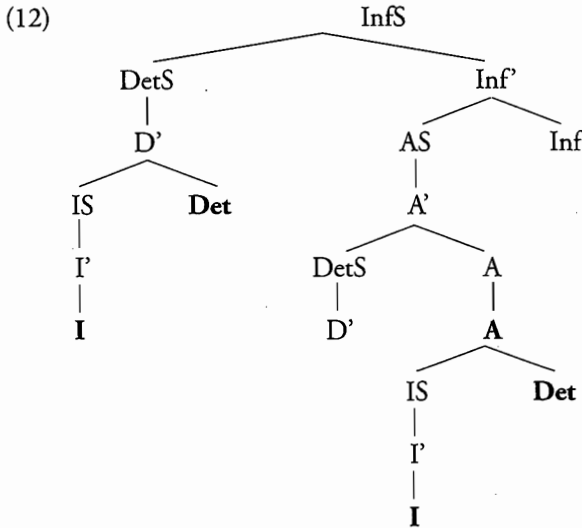 (12) InfS
DetS Inf'
D' AS Inf
IS Det A'
I' DetS A
I D' A
IS Det
I'
I